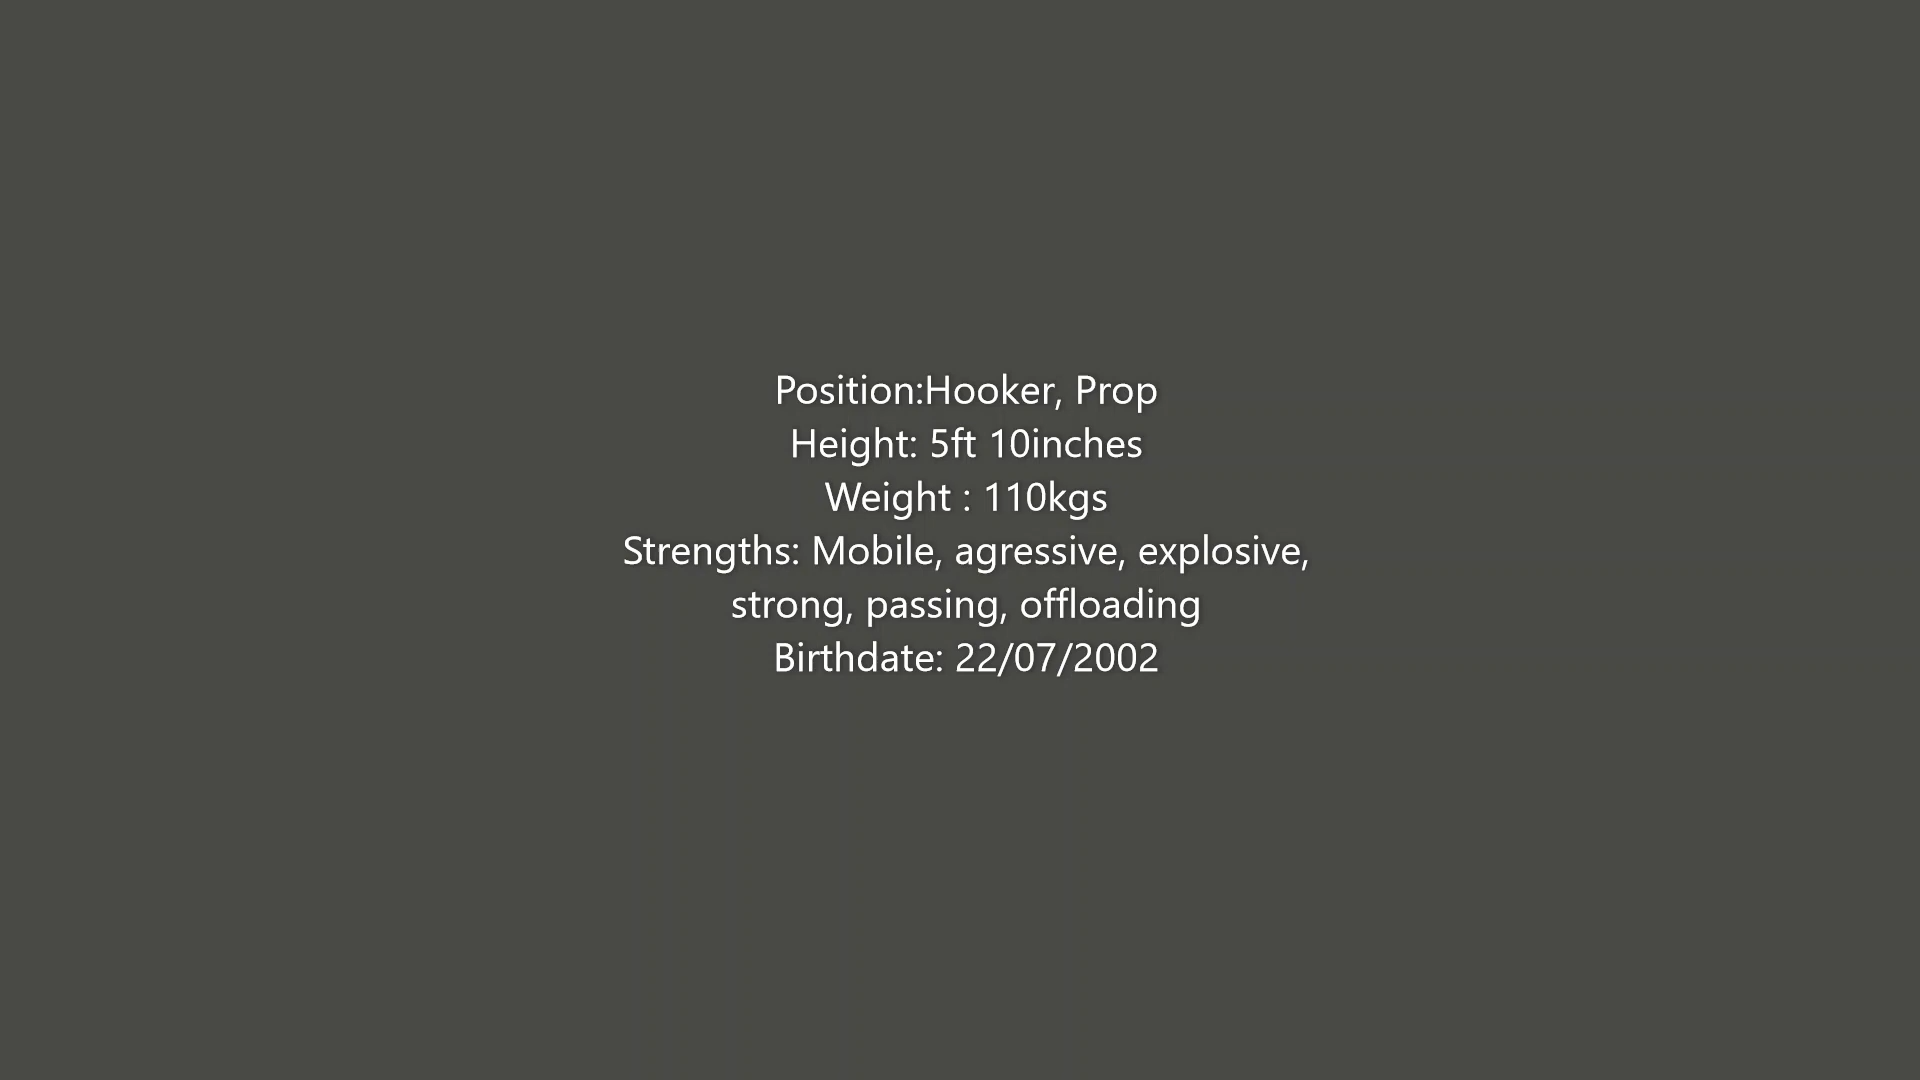 Position:Hooker, Prop
Height: 5ft 10inches
Weight : 110kgs
Strengths: Mobile, agressive, explosive,
strong, passing, offloading
Birthdate: 22/07/2002